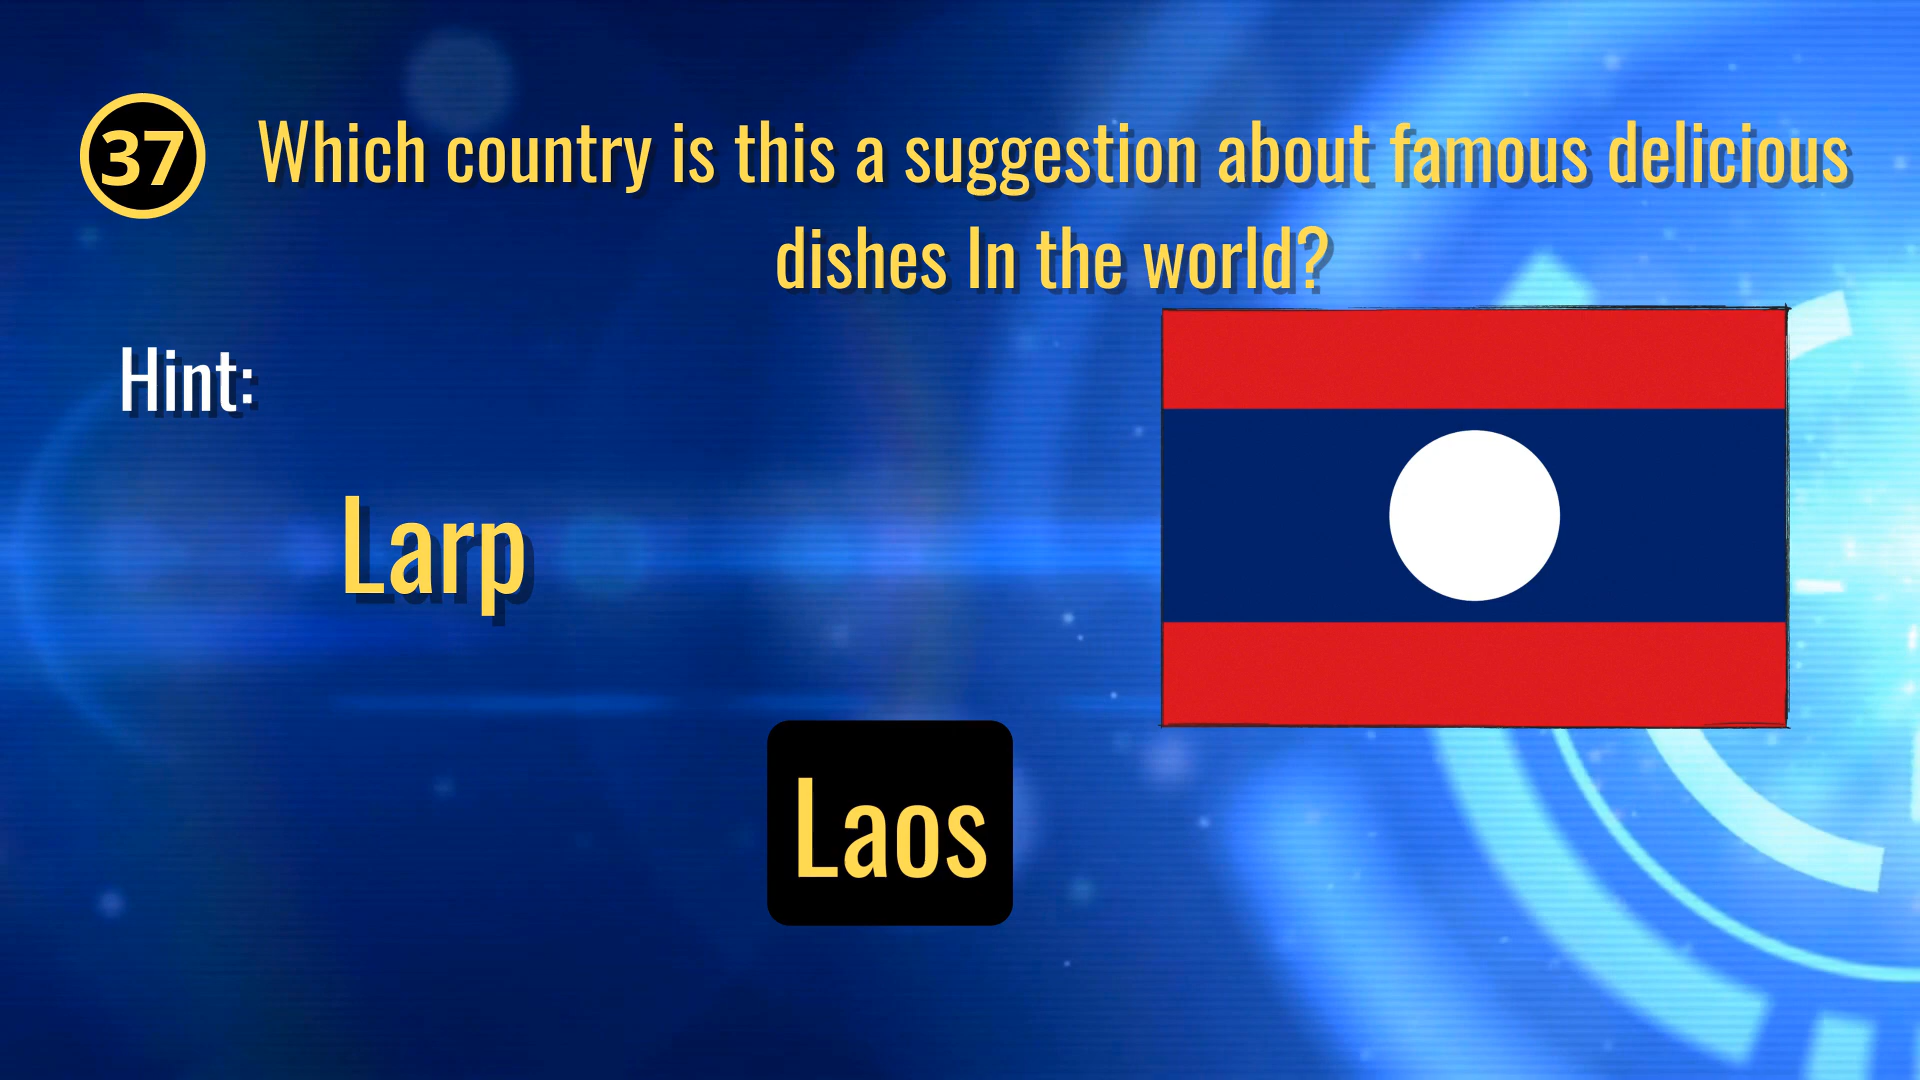 37
Which country is this a suggestion about famous delicious
dishes In the world?
Hint:
Larp
Laos